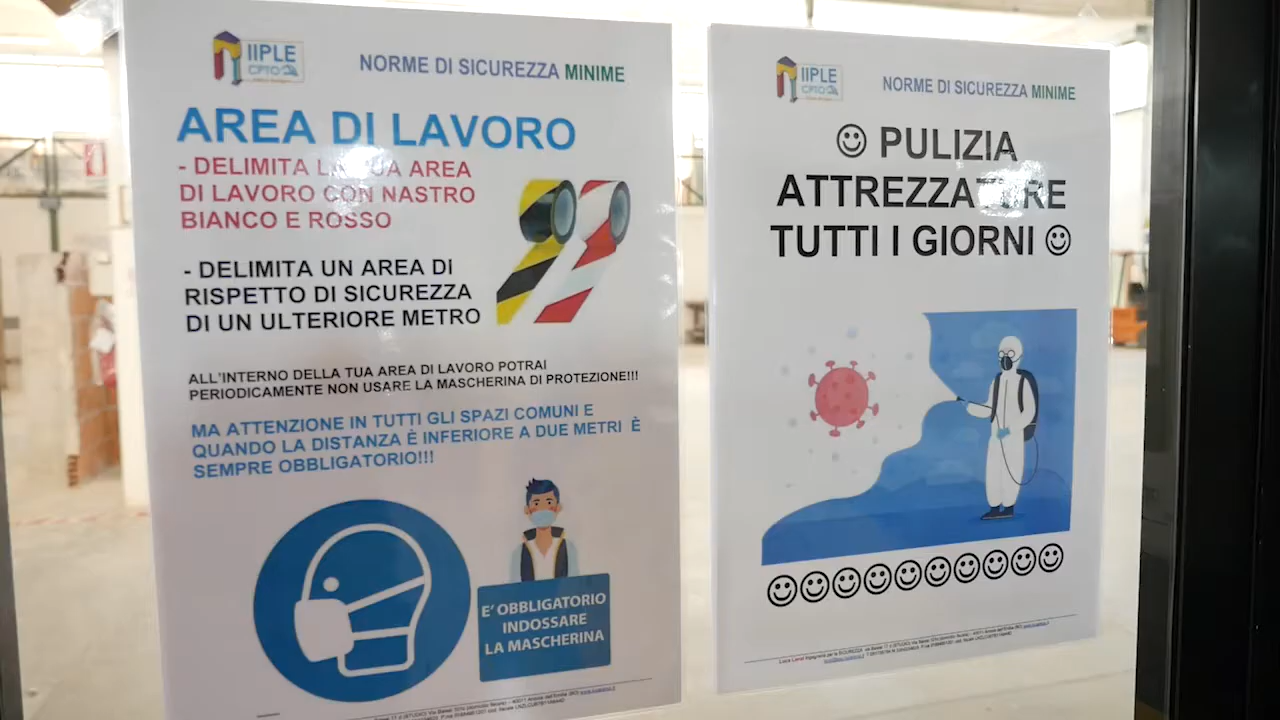 IIPLE
CPTO
NORME DI SICUREZZA MINIME
AREA DI LAVORO
- DELIMITA LA TUA AREA
DI LAVORO CON NASTRO
BIANCO E ROSSO
- DELIMITA UN AREA DI
RISPETTO DI SICUREZZA
DI UN ULTERIORE METRO
ALL'INTERNO DELLA TUA AREA DI LAVORO POTRAI
PERIODICAMENTE NON USARE LA MASCHERINA DI PROTEZIONE!!!
MA ATTENZIONE IN TUTTI GLI SPAZI COMUNI E
QUANDO LA DISTANZA È INFERIORE A DUE METRI È
SEMPRE OBBLIGATORIO!!!
E' OBBLIGATORIO
INDOSSARE
LA MASCHERINA
IIPLE
CPTO
NORME DI SICUREZZA MINIME
PULIZIA
ATTREZZATURE
TUTTI I GIORNI